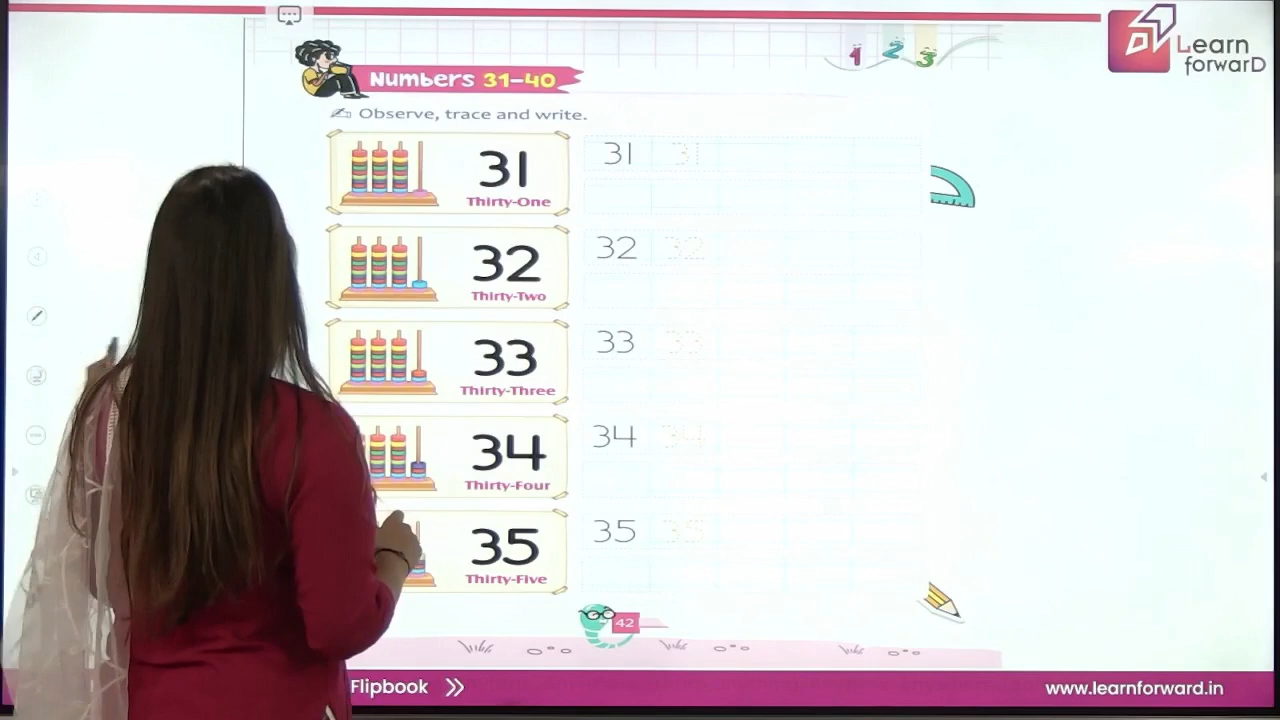 Learn
forwarD
1 2 3
Numbers 31-40
Observe, trace and write.
31 31 31
Thirty-One
32 32 32
Thirty-Two
33 33 33
Thirty-Three
34 34 34
Thirty-Four
35 35 35
Thirty-Five
42
Flipbook
www.learnforward.in